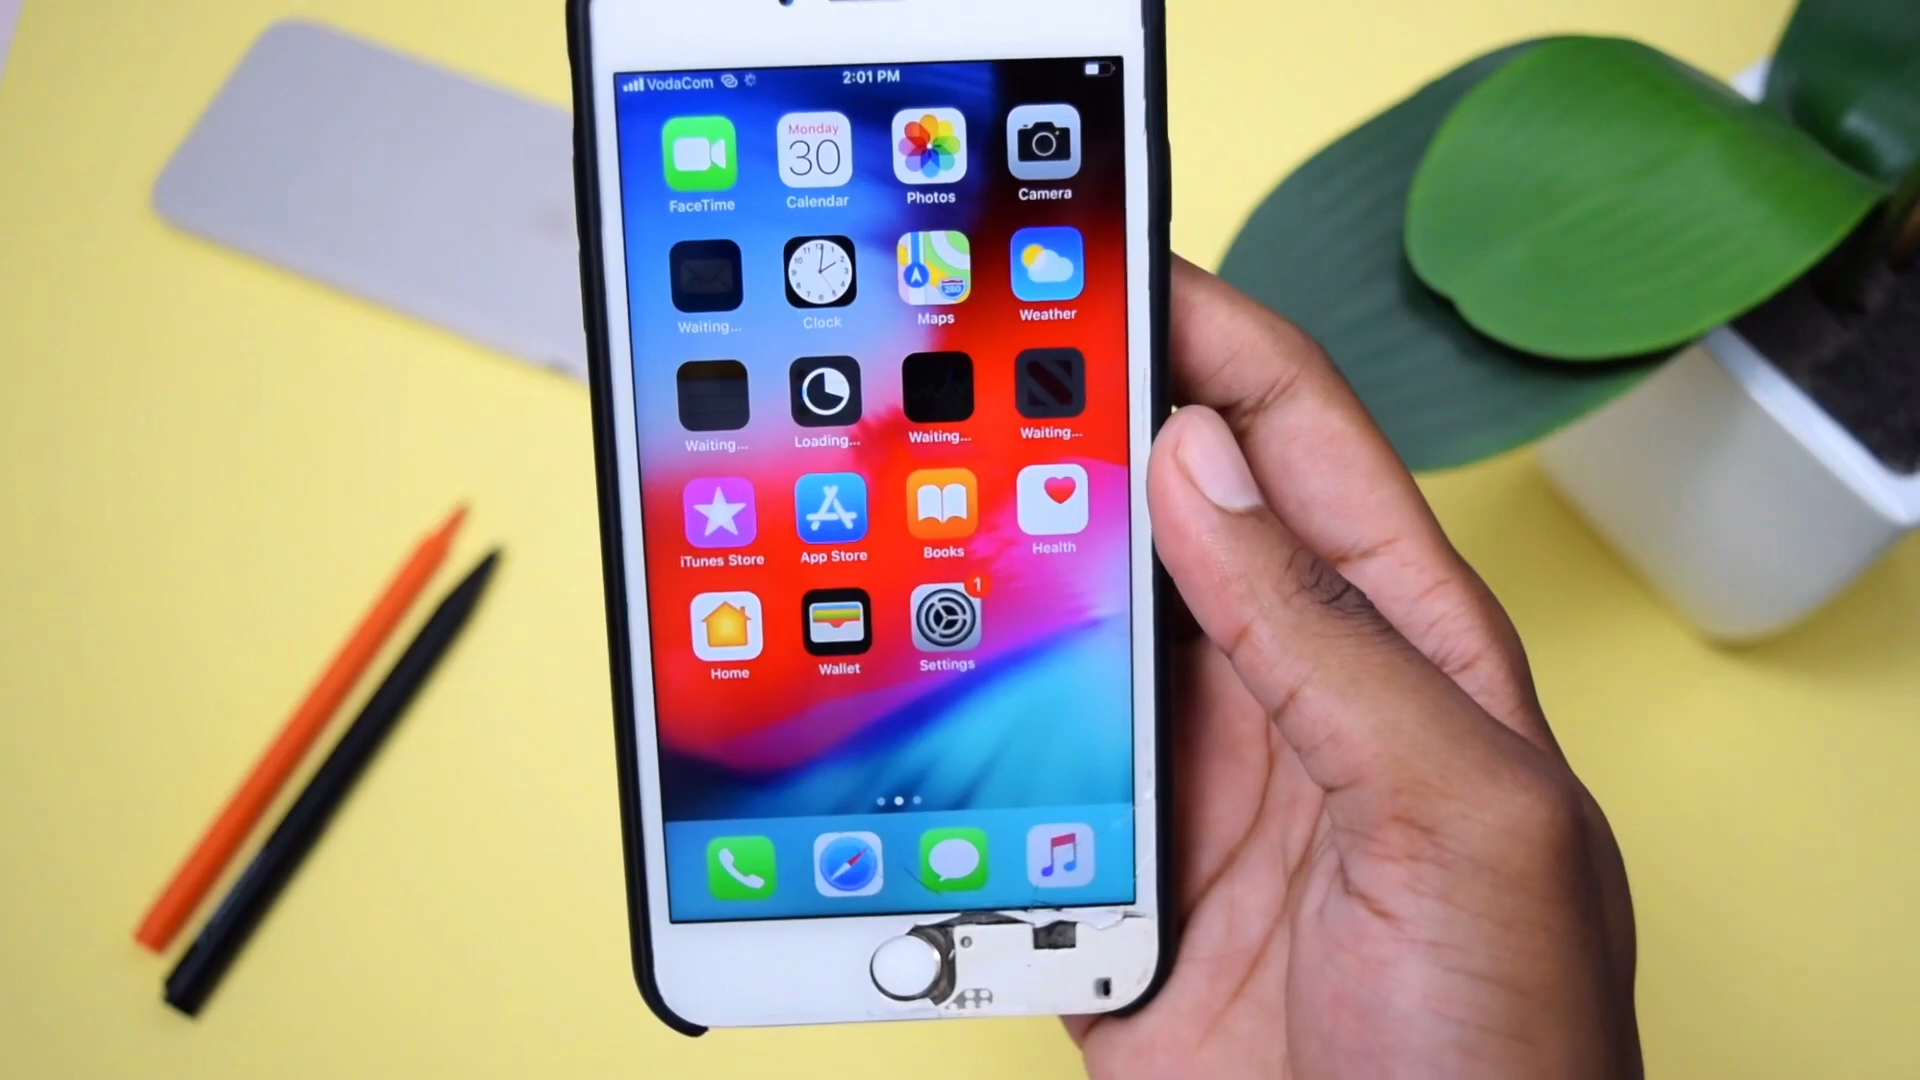 VodaCom 2:01 PM
Monday
30
FaceTime Calendar Photos Camera
Waiting... Clock Maps Weather
Waiting... Loading... Waiting... Waiting...
iTunes Store App Store Books Health
1
Home Wallet Settings